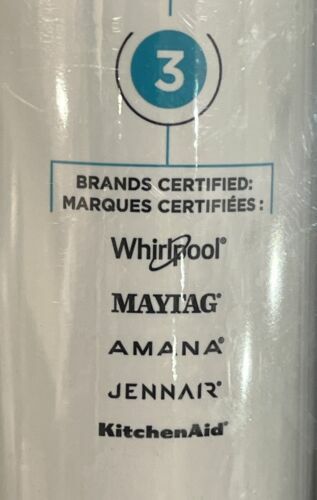 3
BRANDS CERTIFIED:
MARQUES CERTIFIÉES :
Whirlpool®
MAYTAG®
AMANA®
JENNAIR®
KitchenAid®